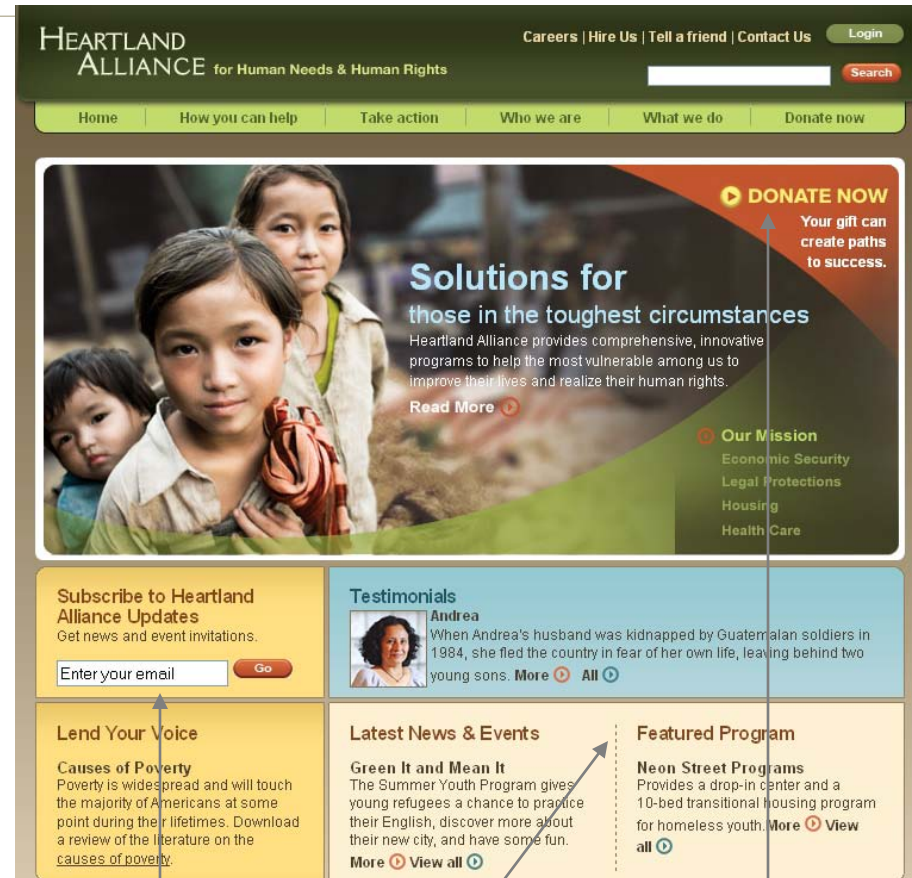 HEARTLAND
ALLIANCE for Human Needs & Human Rights
Careers | Hire Us | Tell a friend | Contact Us
Login
Search
Home
How you can help
Take action
Who we are
What we do
Donate now
DONATE NOW
Your gift can
create paths
to success.
Solutions for
those in the toughest circumstances
Heartland Alliance provides comprehensive, innovative
programs to help the most vulnerable among us to
improve their lives and realize their human rights.
Read More
Our Mission
Economic Security
Legal Protections
Housing
Health Care
Subscribe to Heartland
Alliance Updates
Get news and event invitations.
Enter your email
Go
Testimonials
Andrea
When Andrea's husband was kidnapped by Guatemalan soldiers in
1984, she fled the country in fear of her own life, leaving behind two
young sons. More All
Lend Your Voice
Causes of Poverty
Poverty is widespread and will touch
the majority of Americans at some
point during their lifetimes. Download
a review of the literature on the
causes of poverty.
Latest News & Events
Green It and Mean It
The Summer Youth Program gives
young refugees a chance to practice
their English, discover more about
their new city, and have some fun.
More View all
Featured Program
Neon Street Programs
Provides a drop-in center and a
10-bed transitional housing program
for homeless youth. More View
all